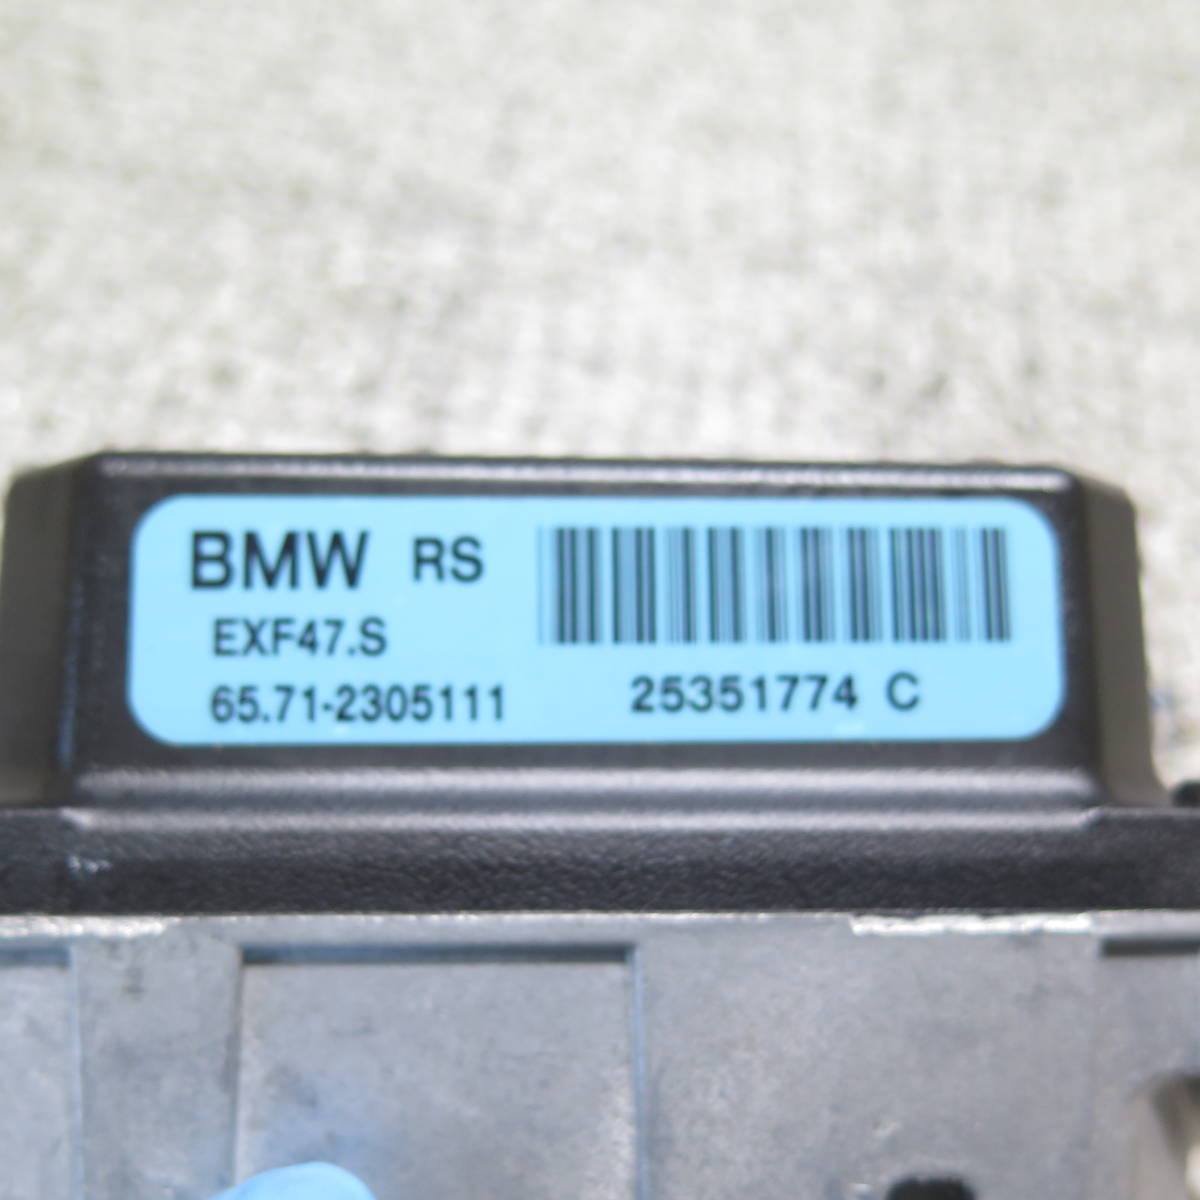 BMW RS
EXF47.S
65.71-2305111
25351774 C